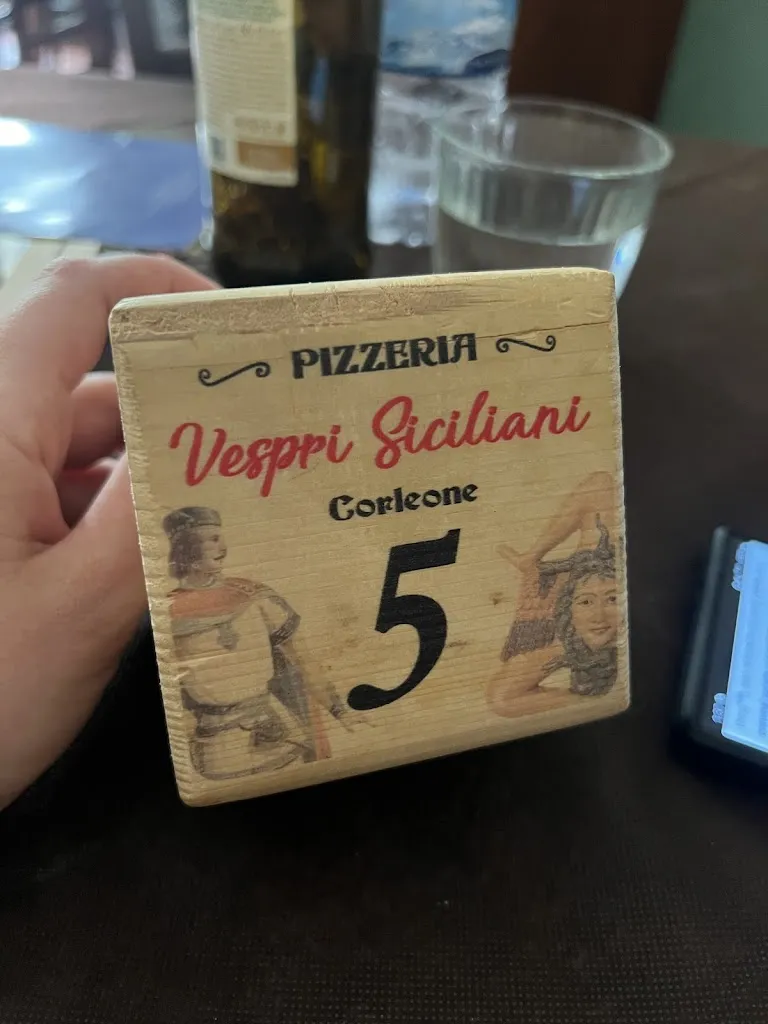 PIZZERIA
Vespri Siciliani
Corleone
5